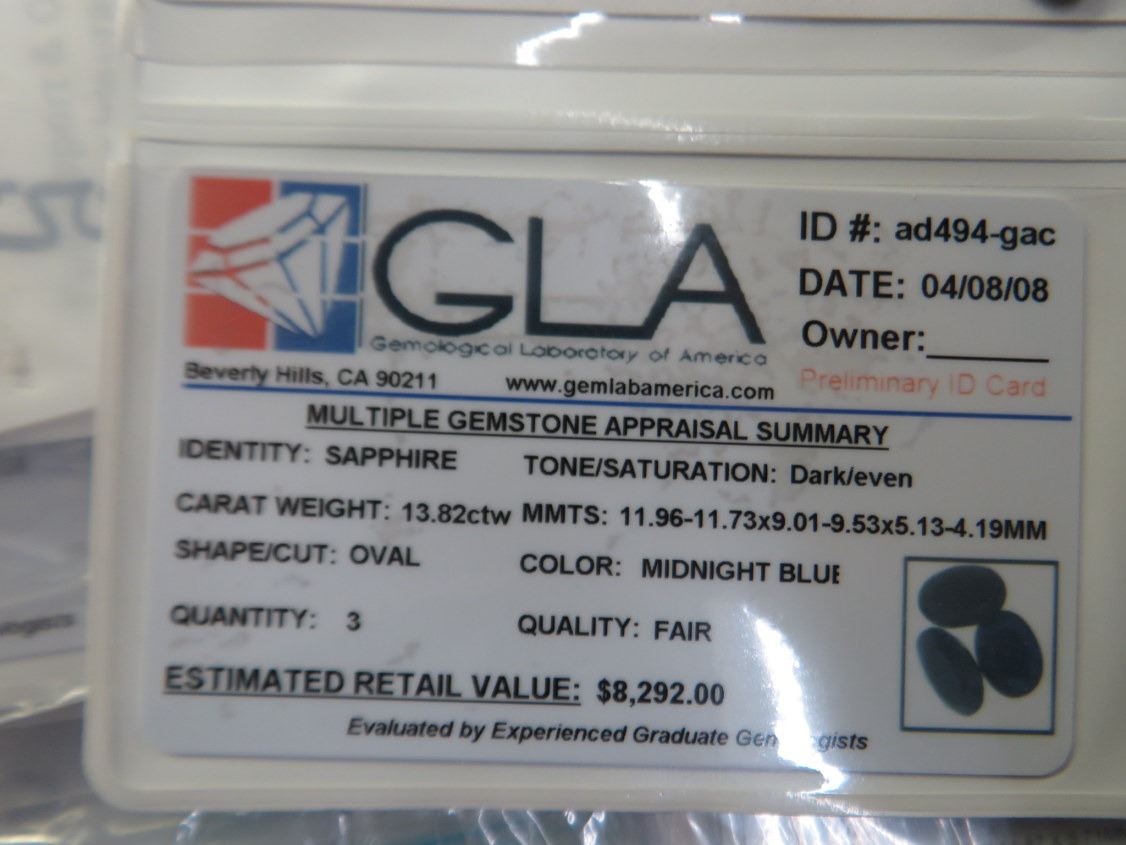 GLA
Gemological Laboratory of America
ID #: ad494-gac
DATE: 04/08/08
Owner:______
Preliminary ID Card
Beverly Hills, CA 90211 www.gemlabamerica.com
MULTIPLE GEMSTONE APPRAISAL SUMMARY
IDENTITY: SAPPHIRE TONE/SATURATION: Dark/even
CARAT WEIGHT: 13.82ctw MMTS: 11.96-11.73x9.01-9.53x5.13-4.19MM
SHAPE/CUT: OVAL COLOR: MIDNIGHT BLUE
QUANTITY: 3 QUALITY: FAIR
ESTIMATED RETAIL VALUE: $8,292.00
Evaluated by Experienced Graduate Gemologists